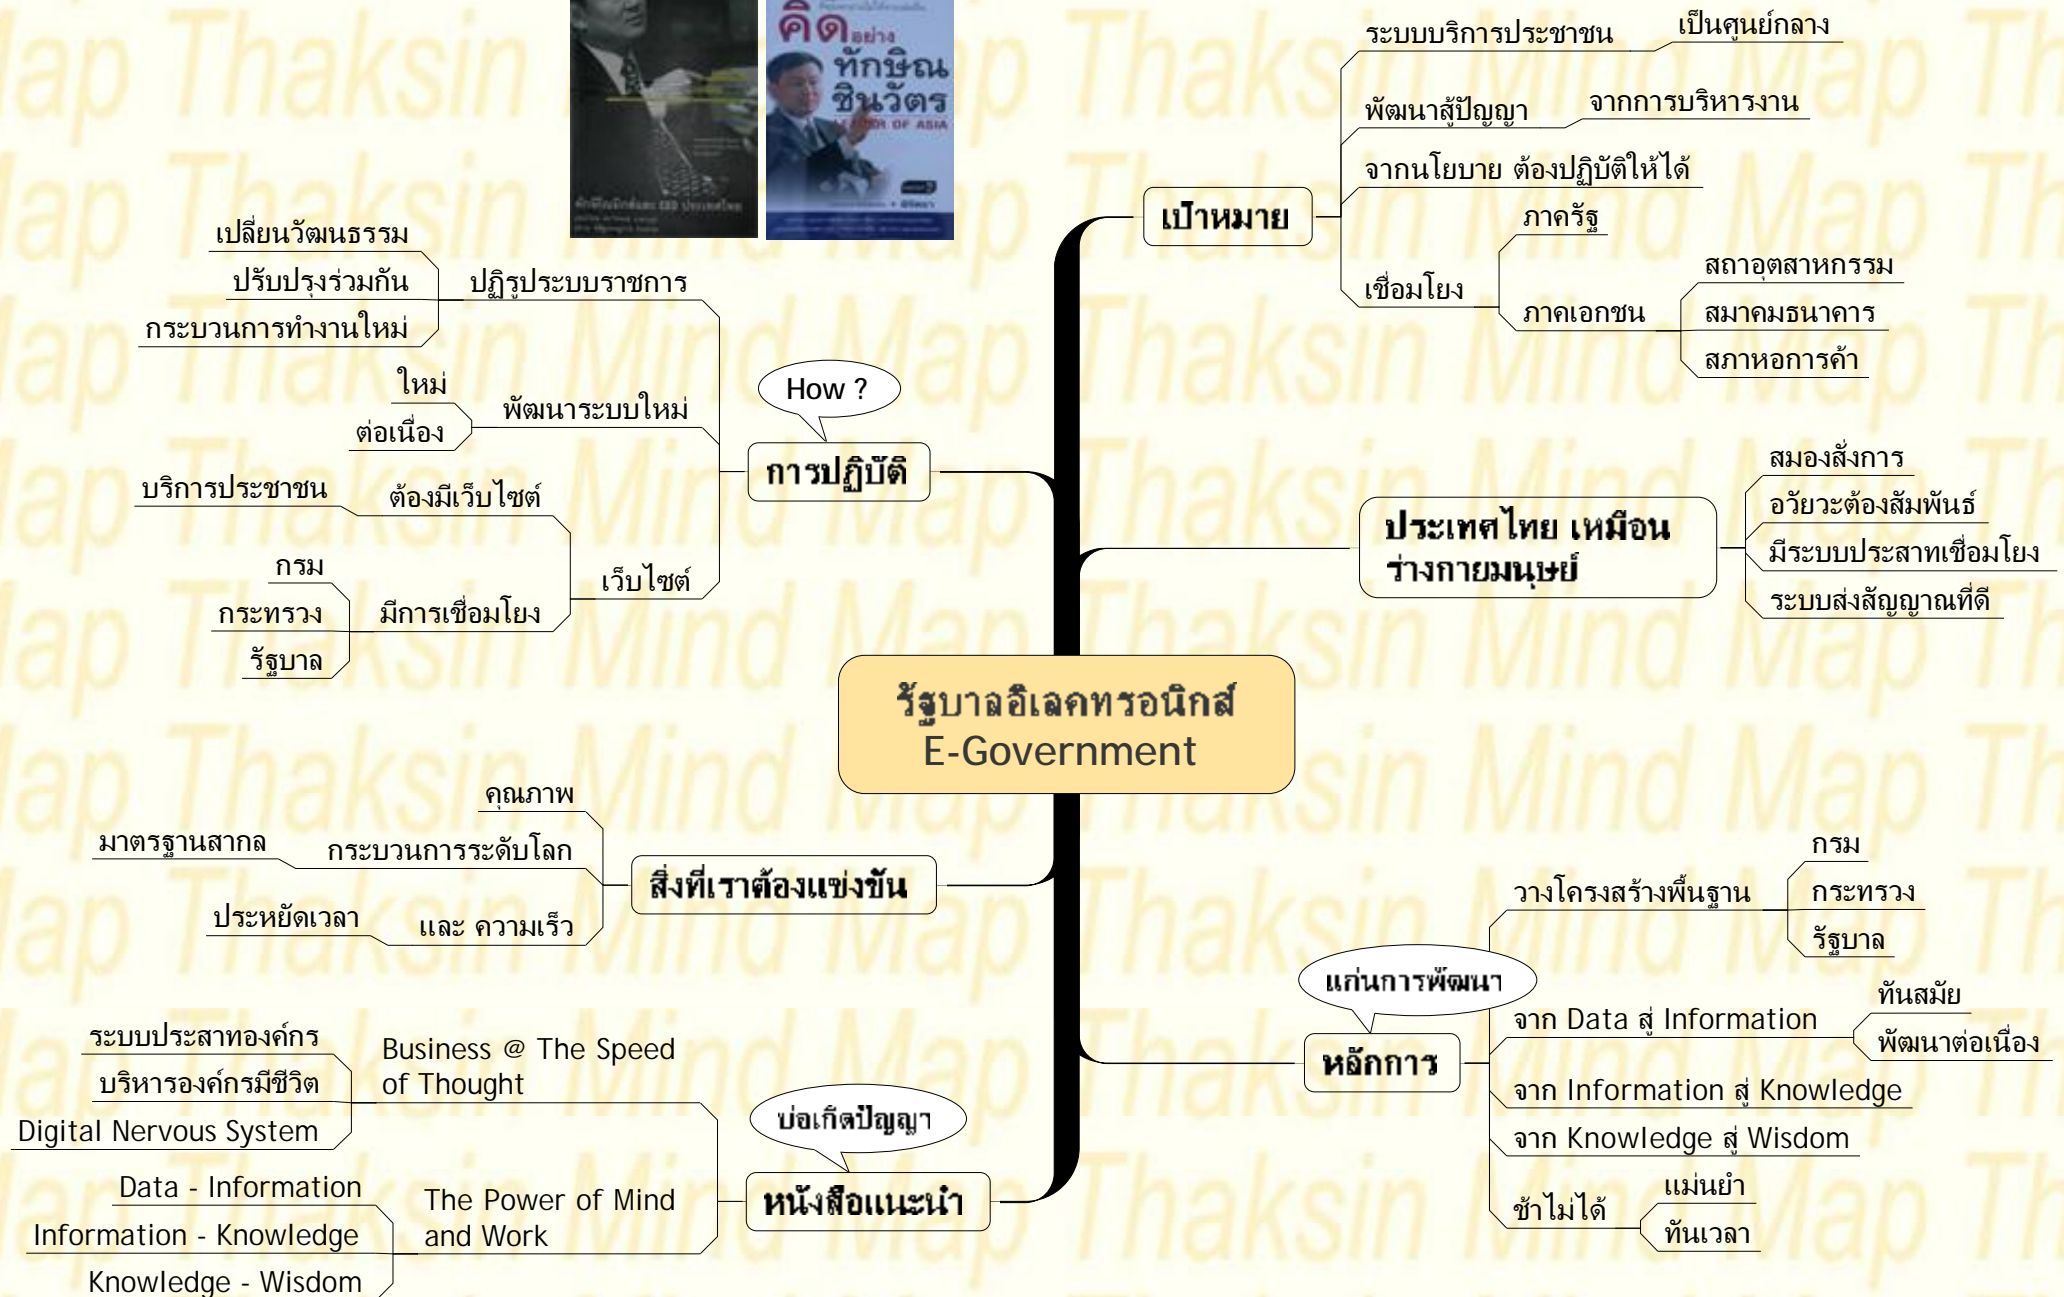 คิดอย่าง
ทักษิณ
ชินวัตร
LEADER OF ASIA
ทักษิโณมิกส์และ CEO ประเทศไทย
เป้าหมาย
ระบบบริการประชาชน
เป็นศูนย์กลาง
พัฒนาสู้ปัญญา
จากการบริหารงาน
จากนโยบาย ต้องปฏิบัติให้ได้
เชื่อมโยง
ภาครัฐ
ภาคเอกชน
สถาอุตสาหกรรม
สมาคมธนาคาร
สภาหอการค้า
ประเทศไทย เหมือน
ร่างกายมนุษย์
สมองสั่งการ
อวัยวะต้องสัมพันธ์
มีระบบประสาทเชื่อมโยง
ระบบส่งสัญญาณที่ดี
How ?
การปฏิบัติ
ปฏิรูประบบราชการ
เปลี่ยนวัฒนธรรม
ปรับปรุงร่วมกัน
กระบวนการทำงานใหม่
พัฒนาระบบใหม่
ใหม่
ต่อเนื่อง
เว็บไซต์
ต้องมีเว็บไซต์
บริการประชาชน
มีการเชื่อมโยง
กรม
กระทรวง
รัฐบาล
รัฐบาลอิเลคทรอนิกส์
E-Government
สิ่งที่เราต้องแข่งขัน
คุณภาพ
กระบวนการระดับโลก
มาตรฐานสากล
และ ความเร็ว
ประหยัดเวลา
แก่นการพัฒนา
หลักการ
วางโครงสร้างพื้นฐาน
กรม
กระทรวง
รัฐบาล
จาก Data สู่ Information
ทันสมัย
พัฒนาต่อเนื่อง
จาก Information สู่ Knowledge
จาก Knowledge สู่ Wisdom
ช้าไม่ได้
แม่นยำ
ทันเวลา
บ่อเกิดปัญญา
หนังสือแนะนำ
Business @ The Speed
of Thought
ระบบประสาทองค์กร
บริหารองค์กรมีชีวิต
Digital Nervous System
The Power of Mind
and Work
Data - Information
Information - Knowledge
Knowledge - Wisdom
Thaksin Mind Map